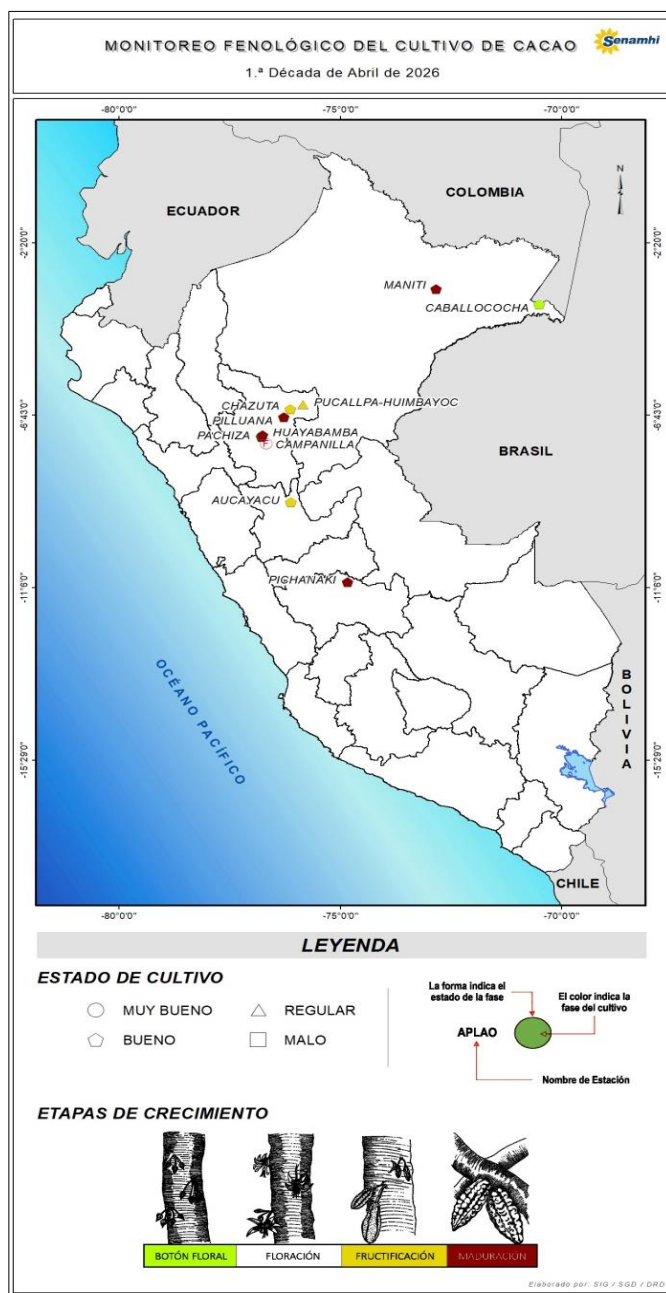 MONITOREO FENOLÓGICO DEL CULTIVO DE CACAO
Senamhi
1.ª Década de Abril de 2026
-80°0'0" -75°0'0" -70°0'0"
N
COLOMBIA
ECUADOR
-2°20'0" -2°20'0"
MANITI
CABALLOCOCHA
CHAZUTA
PUCALLPA-HUIMBAYOC
-6°43'0" -6°43'0"
PILLUANA
HUAYABAMBA
PACHIZA
F
CAMPANILLA
BRASIL
AUCAYACU
PICHANAKI
-11°6'0" -11°6'0"
OCÉANO PACÍFICO
BOLIVIA
-15°29'0" -15°29'0"
CHILE
-80°0'0" -75°0'0" -70°0'0"
LEYENDA
ESTADO DE CULTIVO
MUY BUENO
REGULAR
BUENO
MALO
La forma indica el
estado de la fase
El color indica la
fase del cultivo
APLAO
Nombre de Estación
ETAPAS DE CRECIMIENTO
BOTÓN FLORAL FLORACIÓN FRUCTIFICACIÓN MADURACIÓN
Elaborado por: SIG / SGD / DRD